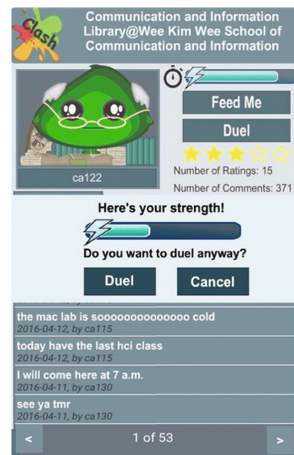 Clash
Communication and Information
Library@Wee Kim Wee School of
Communication and Information
Feed Me
Duel
ca122
Number of Ratings: 15
Number of Comments: 371
Here's your strength!
Do you want to duel anyway?
Duel
Cancel
the mac lab is soooooooooooooo cold
2016-04-12, by ca115
today have the last hci class
2016-04-12, by ca115
I will come here at 7 a.m.
2016-04-11, by ca130
see ya tmr
2016-04-11, by ca130
<
1 of 53
>